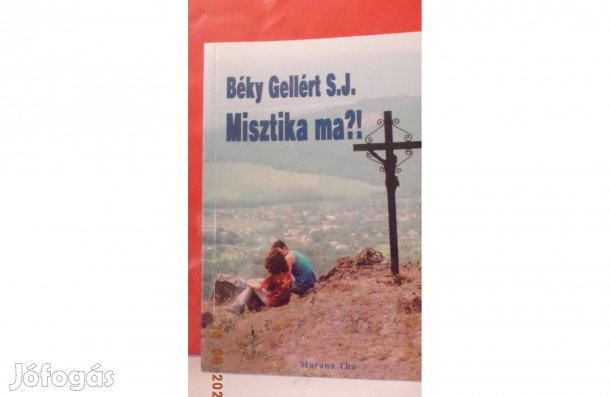 Béky Gellért S.J.
Misztika ma?!
Marana Tha
Jófogás